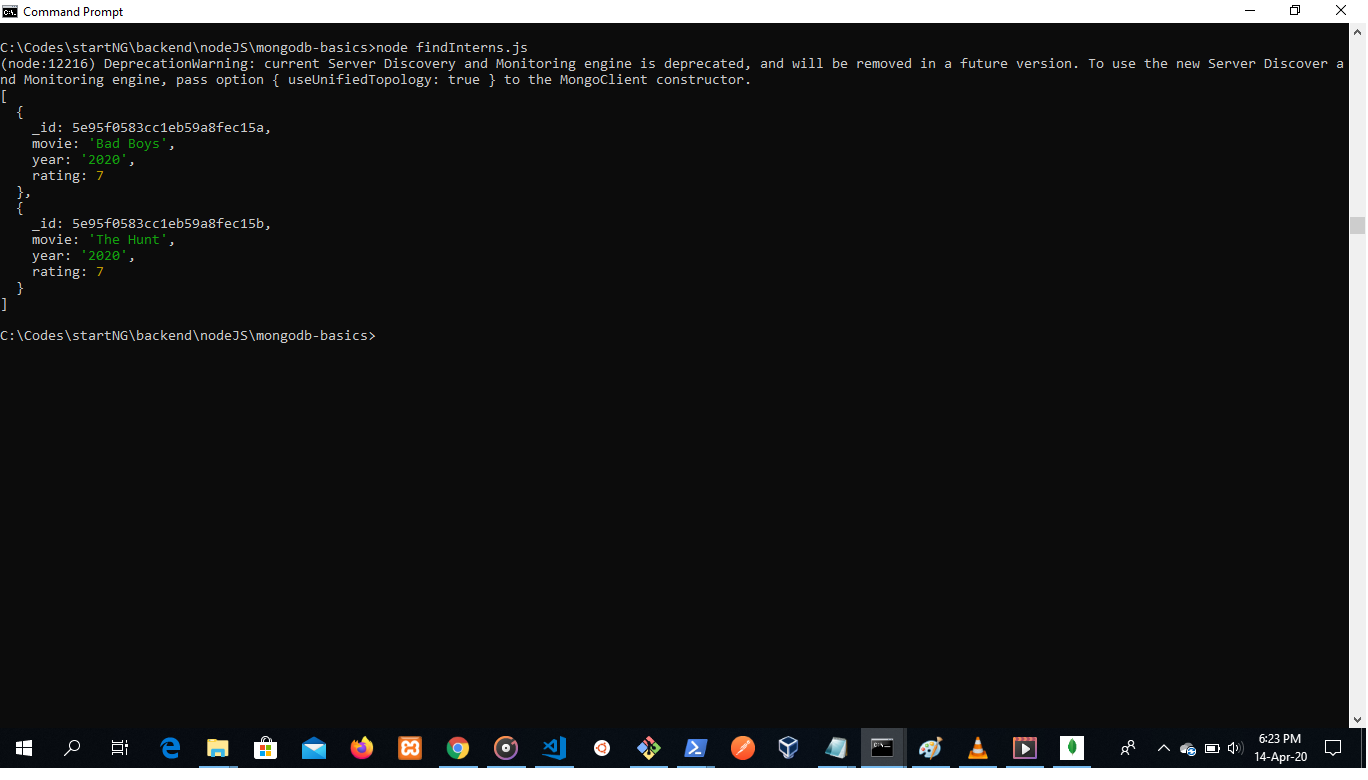 Command Prompt
C:\Codes\startNG\backend\nodeJS\mongodb-basics>node findInterns.js
(node:12216) DeprecationWarning: current Server Discovery and Monitoring engine is deprecated, and will be removed in a future version. To use the new Server Discover a
nd Monitoring engine, pass option { useUnifiedTopology: true } to the MongoClient constructor.
[
  {
    _id: 5e95f0583cc1eb59a8fec15a,
    movie: 'Bad Boys',
    year: '2020',
    rating: 7
  },
  {
    _id: 5e95f0583cc1eb59a8fec15b,
    movie: 'The Hunt',
    year: '2020',
    rating: 7
  }
]
C:\Codes\startNG\backend\nodeJS\mongodb-basics>
6:23 PM
14-Apr-20